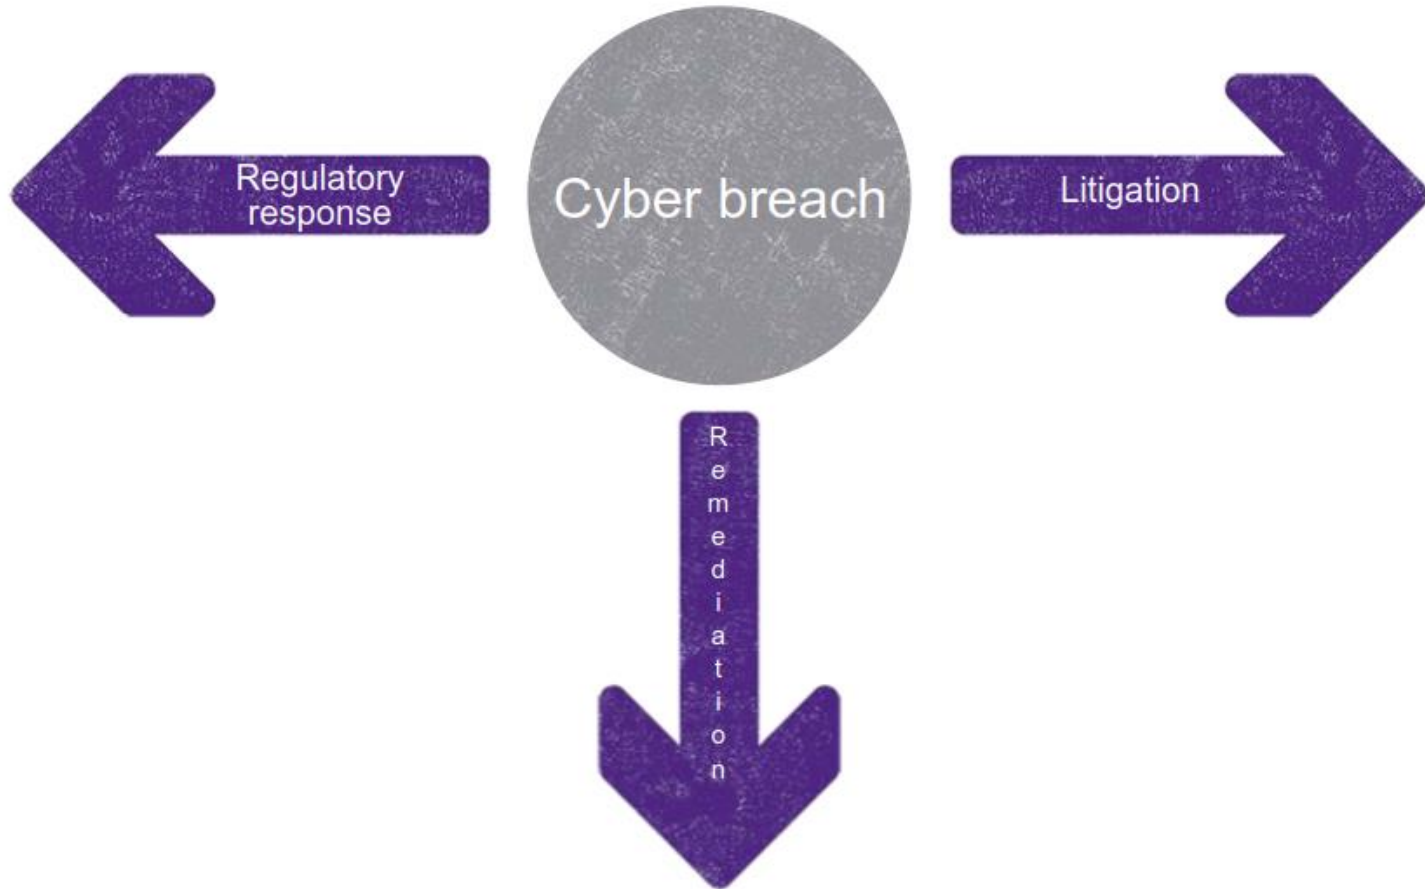 Regulatory
response
Cyber breach
Litigation
Remediation